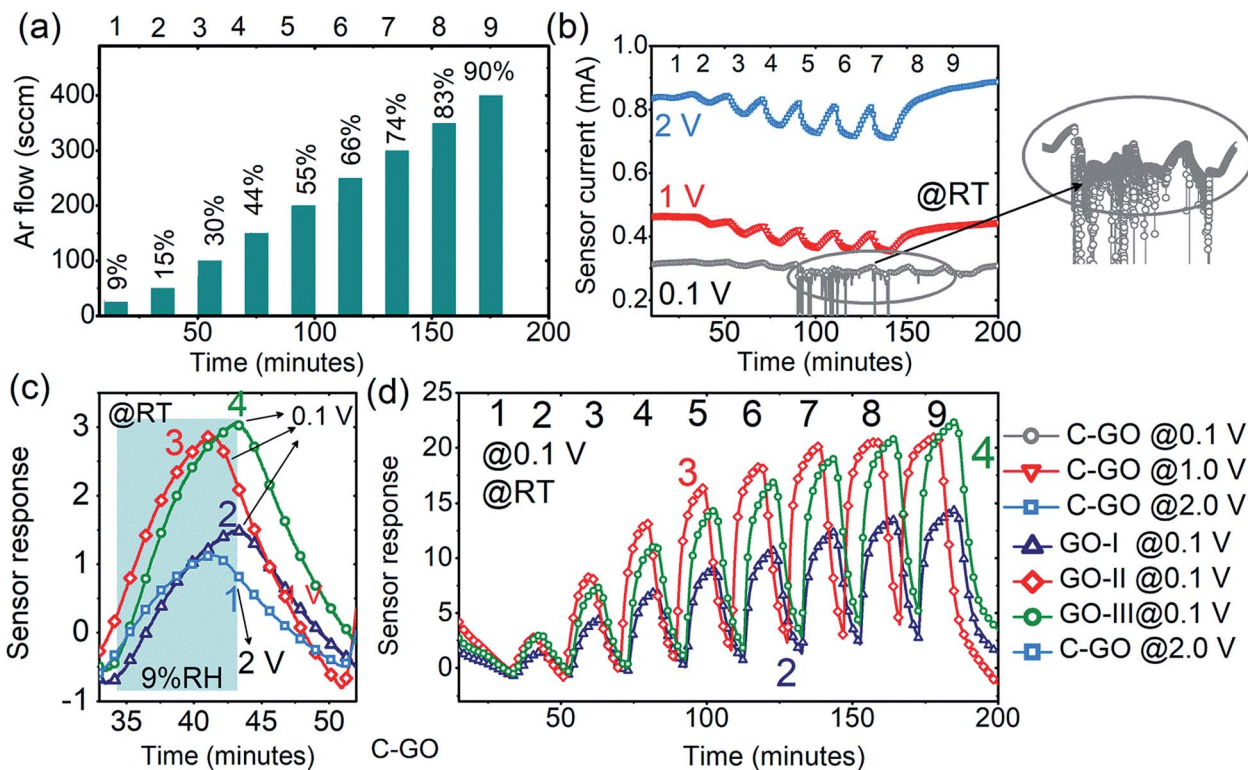 (a)
1 2 3 4 5 6 7 8 9
Ar flow (sccm)
400
300
200
100
0
9%
15%
30%
44%
55%
66%
74%
83%
90%
50 100 150 200
Time (minutes)
(b)
1.0
0.8
0.6
0.4
0.2
Sensor current (mA)
1 2 3 4 5 6 7 8 9
2 V
1 V
@RT
0.1 V
50 100 150 200
Time (minutes)
(c)
3
2
1
0
-1
Sensor response
@RT
4
0.1 V
3
2
1
1 V
2 V
9%RH
35 40 45 50
Time (minutes)
C-GO
(d)
25
20
15
10
5
0
Sensor response
1 2 3 4 5 6 7 8 9
@0.1 V
@RT
3
4
2
50 100 150 200
Time (minutes)
C-GO @0.1 V
C-GO @1.0 V
C-GO @2.0 V
GO-I @0.1 V
GO-II @0.1 V
GO-III@0.1 V
C-GO @2.0 V